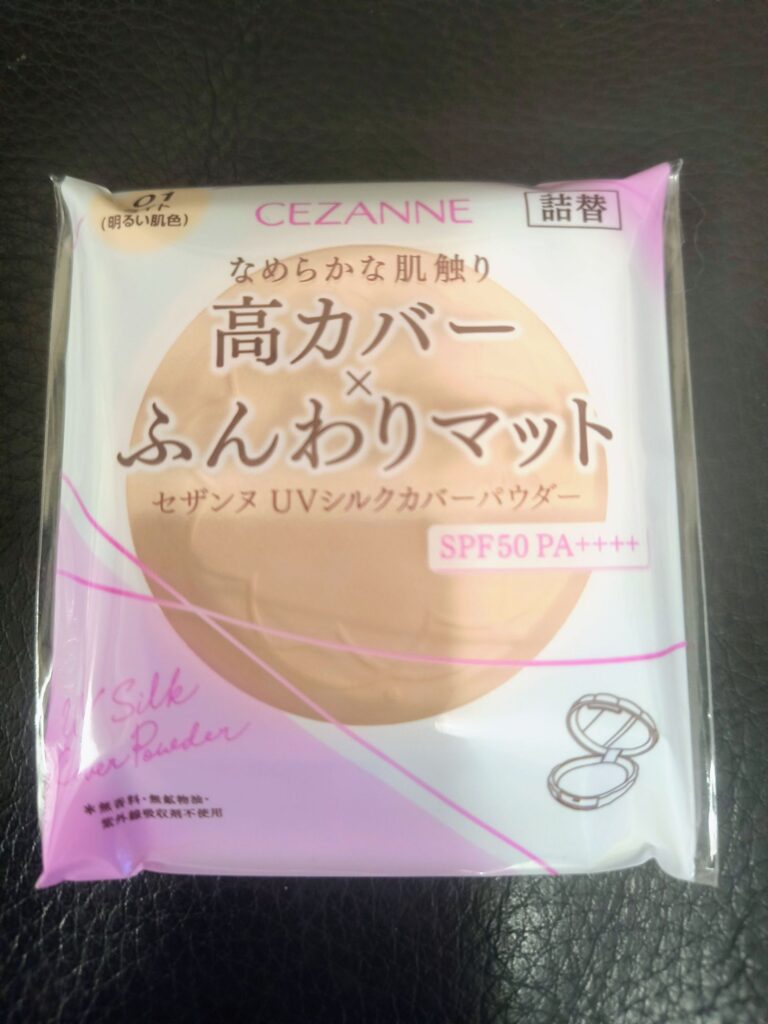 01
ライト
(明るい肌色)
CEZANNE
詰替
なめらかな肌触り
高カバー
×
ふんわりマット
セザンヌ UVシルクカバーパウダー
SPF50 PA++++
UV Silk
Cover Powder
＊無香料・無鉱物油・
紫外線吸収剤不使用